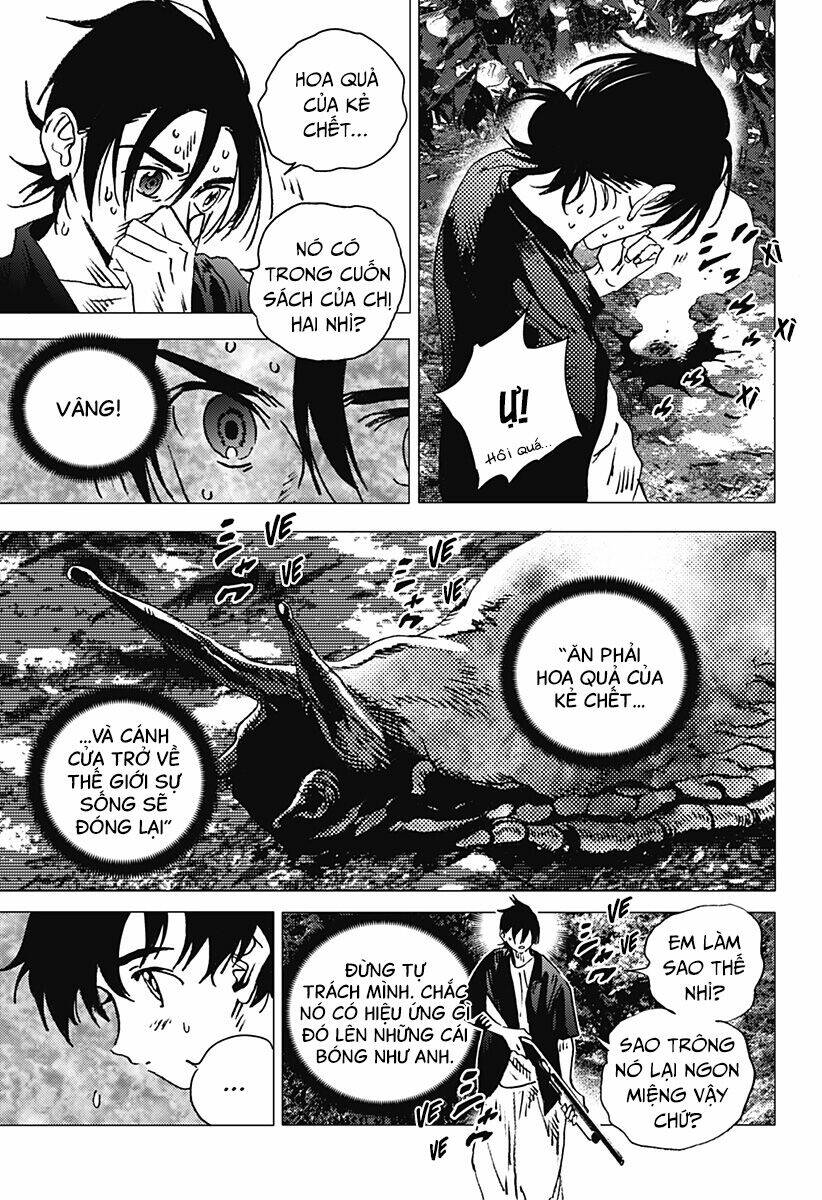 XÌ
XÌ
XÌ
Ự!
Hôi quá...
HOA QUẢ
CỦA KẺ
CHẾT...
NÓ CÓ
TRONG CUỐN
SÁCH CỦA CHỊ
HAI NHỈ?
VÂNG!
VE
VE
VE
VE
“ĂN PHẢI
HOA QUẢ CỦA
KẺ CHẾT...
...VÀ CÁNH
CỬA TRỞ VỀ
THẾ GIỚI SỰ
SỐNG SẼ
ĐÓNG LẠI”
EM LÀM
SAO THẾ
NHỈ?
SAO TRÔNG
NÓ LẠI NGON
MIỆNG VẬY
CHỨ?
VE
VE
ĐỪNG TỰ
TRÁCH MÌNH. CHẮC
NÓ CÓ HIỆU ỨNG GÌ
ĐÓ LÊN NHỮNG CÁI
BÓNG NHƯ ANH.
VE
VE
...